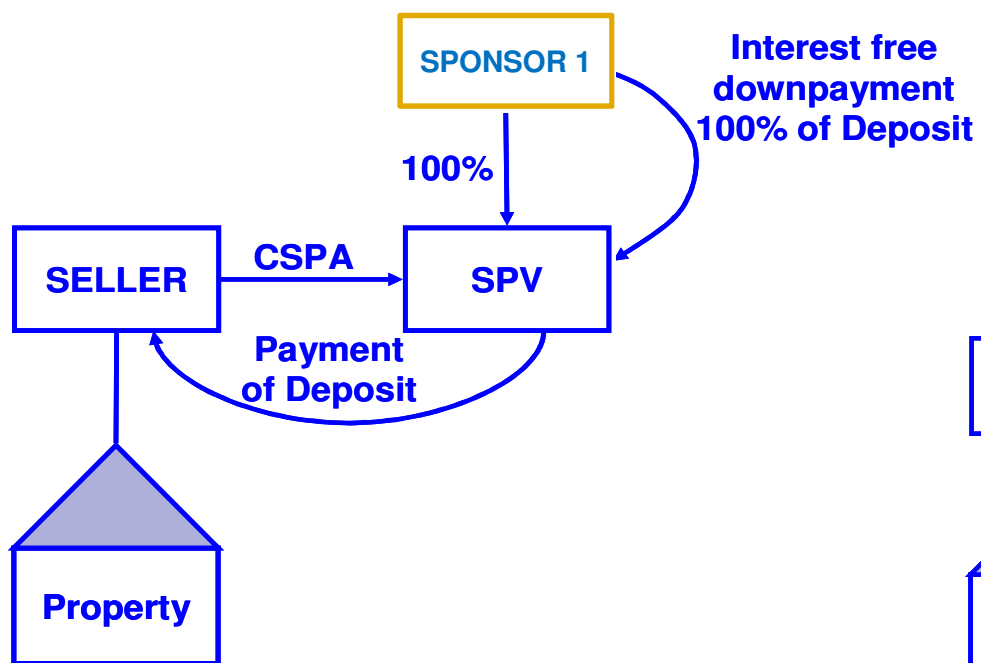 SPONSOR 1
Interest free
downpayment
100% of Deposit
100%
SELLER
CSPA
SPV
Payment
of Deposit
Property